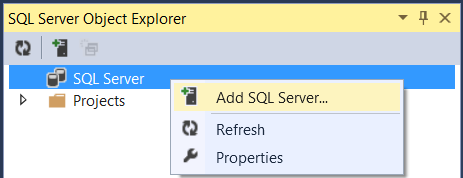 SQL Server Object Explorer
SQL Server
Add SQL Server...
Projects
Refresh
Properties